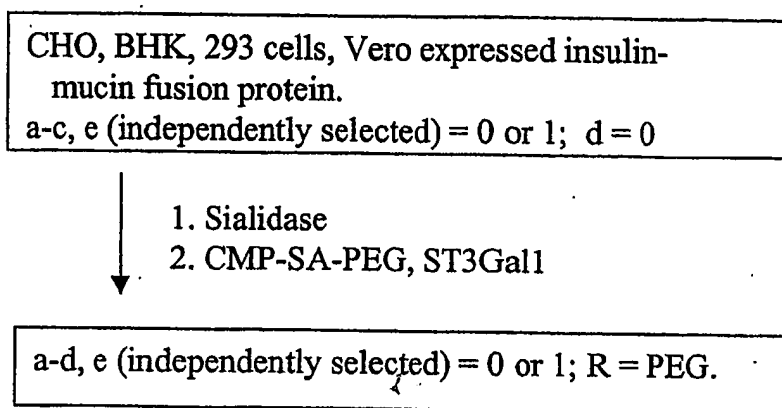 CHO, BHK, 293 cells, Vero expressed insulin-
mucin fusion protein.
a-c, e (independently selected) = 0 or 1; d = 0
1. Sialidase
2. CMP-SA-PEG, ST3Gal1
a-d, e (independently selected) = 0 or 1; R = PEG.